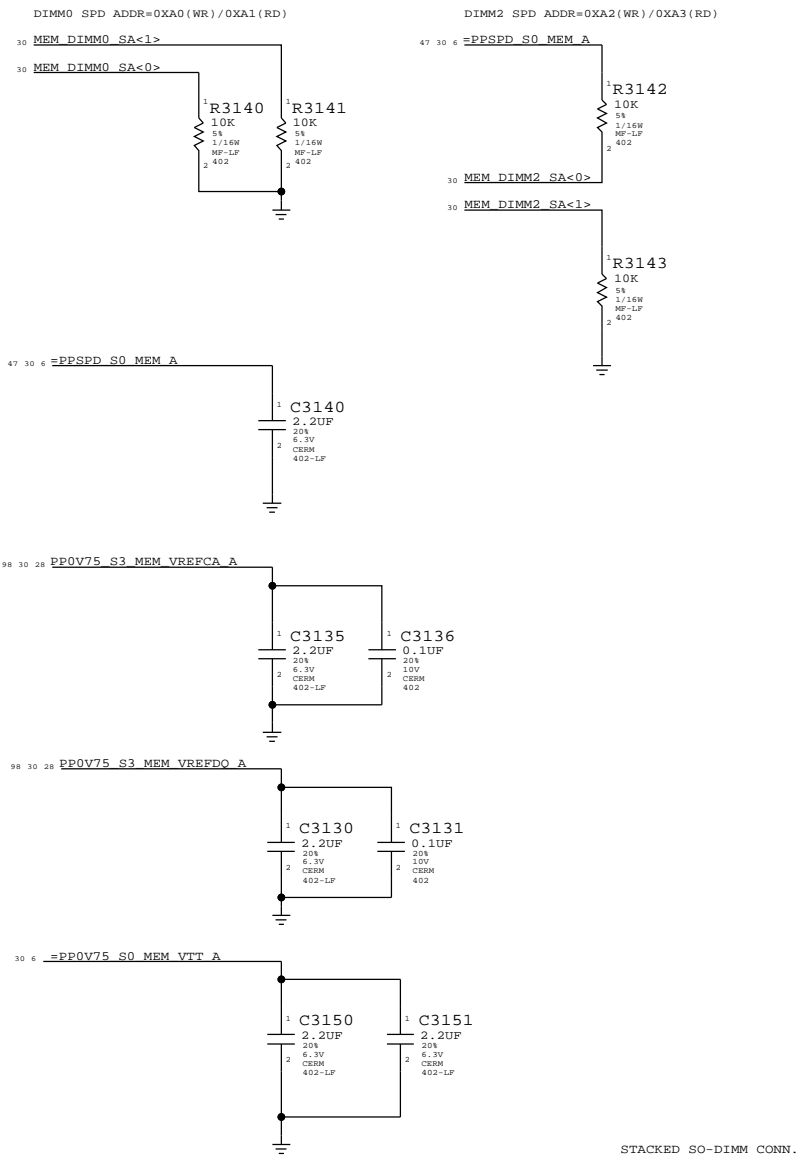 DIMM0 SPD ADDR=0XA0(WR)/0XA1(RD)
30 MEM_DIMM0_SA<1>
30 MEM_DIMM0_SA<0>
1 R3140
10K
5%
1/16W
MF-LF
2 402
1 R3141
10K
5%
1/16W
MF-LF
2 402
DIMM2 SPD ADDR=0XA2(WR)/0XA3(RD)
47 30 6 =PPSPD_S0_MEM_A
1 R3142
10K
5%
1/16W
MF-LF
2 402
30 MEM_DIMM2_SA<0>
30 MEM_DIMM2_SA<1>
1 R3143
10K
5%
1/16W
MF-LF
2 402
47 30 6 =PPSPD_S0_MEM_A
1 C3140
2.2UF
20%
2 6.3V
CERM
402-LF
98 30 28 PP0V75_S3_MEM_VREFCA_A
1 C3135
2.2UF
20%
2 6.3V
CERM
402-LF
1 C3136
0.1UF
20%
2 10V
CERM
402
98 30 28 PP0V75_S3_MEM_VREFDQ_A
1 C3130
2.2UF
20%
2 6.3V
CERM
402-LF
1 C3131
0.1UF
20%
2 10V
CERM
402
30 6 =PP0V75_S0_MEM_VTT_A
1 C3150
2.2UF
20%
2 6.3V
CERM
402-LF
1 C3151
2.2UF
20%
2 6.3V
CERM
402-LF
STACKED SO-DIMM CONN.